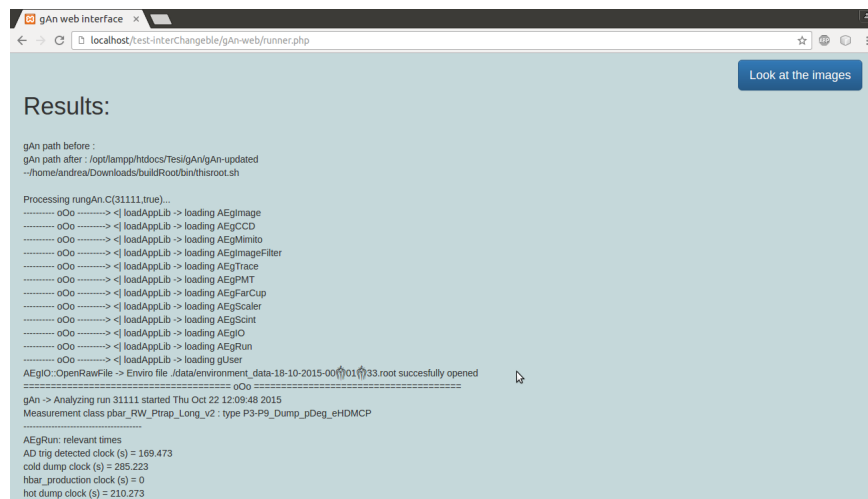 gAn web interface
localhost/test-interChangeble/gAn-web/runner.php
Look at the images
Results:
gAn path before :
gAn path after : /opt/lampp/htdocs/Tesi/gAn/gAn-updated
--/home/andrea/Downloads/buildRoot/bin/thisroot.sh
Processing rungAn.C(31111,true)...
---------- oOo ---------> <| loadAppLib -> loading AEgImage
---------- oOo ---------> <| loadAppLib -> loading AEgCCD
---------- oOo ---------> <| loadAppLib -> loading AEgMimito
---------- oOo ---------> <| loadAppLib -> loading AEgImageFilter
---------- oOo ---------> <| loadAppLib -> loading AEgTrace
---------- oOo ---------> <| loadAppLib -> loading AEgPMT
---------- oOo ---------> <| loadAppLib -> loading AEgFarCup
---------- oOo ---------> <| loadAppLib -> loading AEgScaler
---------- oOo ---------> <| loadAppLib -> loading AEgScint
---------- oOo ---------> <| loadAppLib -> loading AEgIO
---------- oOo ---------> <| loadAppLib -> loading AEgRun
---------- oOo ---------> <| loadAppLib -> loading gUser
AEgIO::OpenRawFile -> Enviro file ./data/environment_data-18-10-2015-00 01 33.root succesfully opened
====================================== oOo ======================================
gAn -> Analyzing run 31111 started Thu Oct 22 12:09:48 2015
Measurement class pbar_RW_Ptrap_Long_v2 : type P3-P9_Dump_pDeg_eHDMCP
-------------------------------------
AEgRun: relevant times
AD trig detected clock (s) = 169.473
cold dump clock (s) = 285.223
hbar_production clock (s) = 0
hot dump clock (s) = 210.273